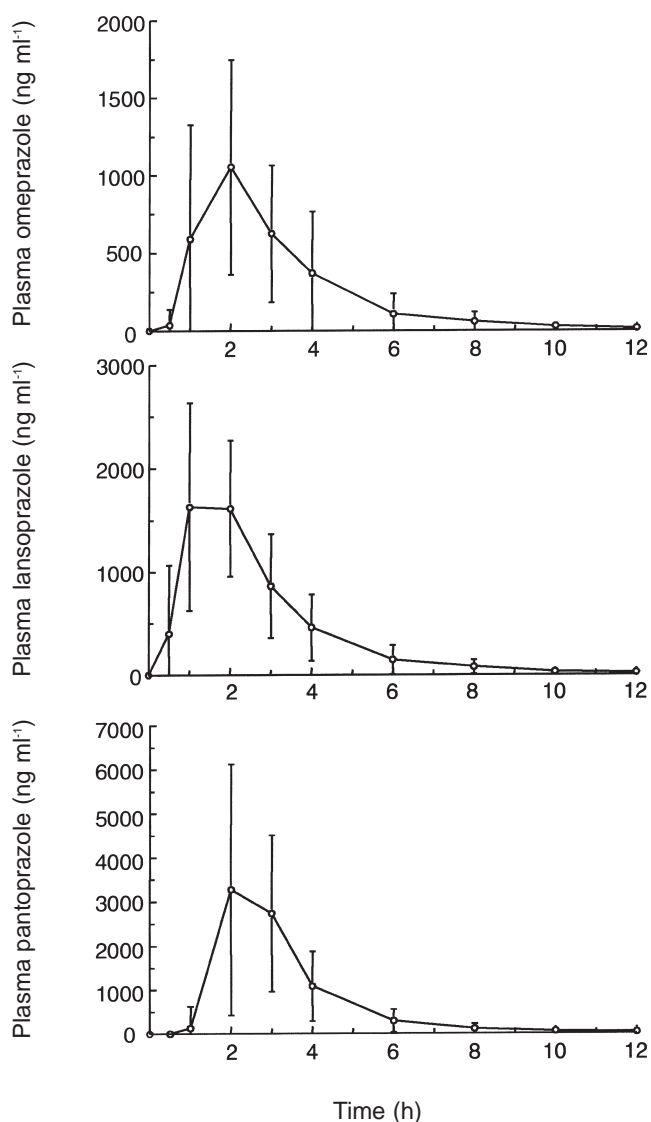 Plasma omeprazole (ng ml⁻¹)
2000
1500
1000
500
0
2 4 6 8 10 12
Plasma lansoprazole (ng ml⁻¹)
3000
2000
1000
0
2 4 6 8 10 12
Plasma pantoprazole (ng ml⁻¹)
7000
6000
5000
4000
3000
2000
1000
0
2 4 6 8 10 12
Time (h)